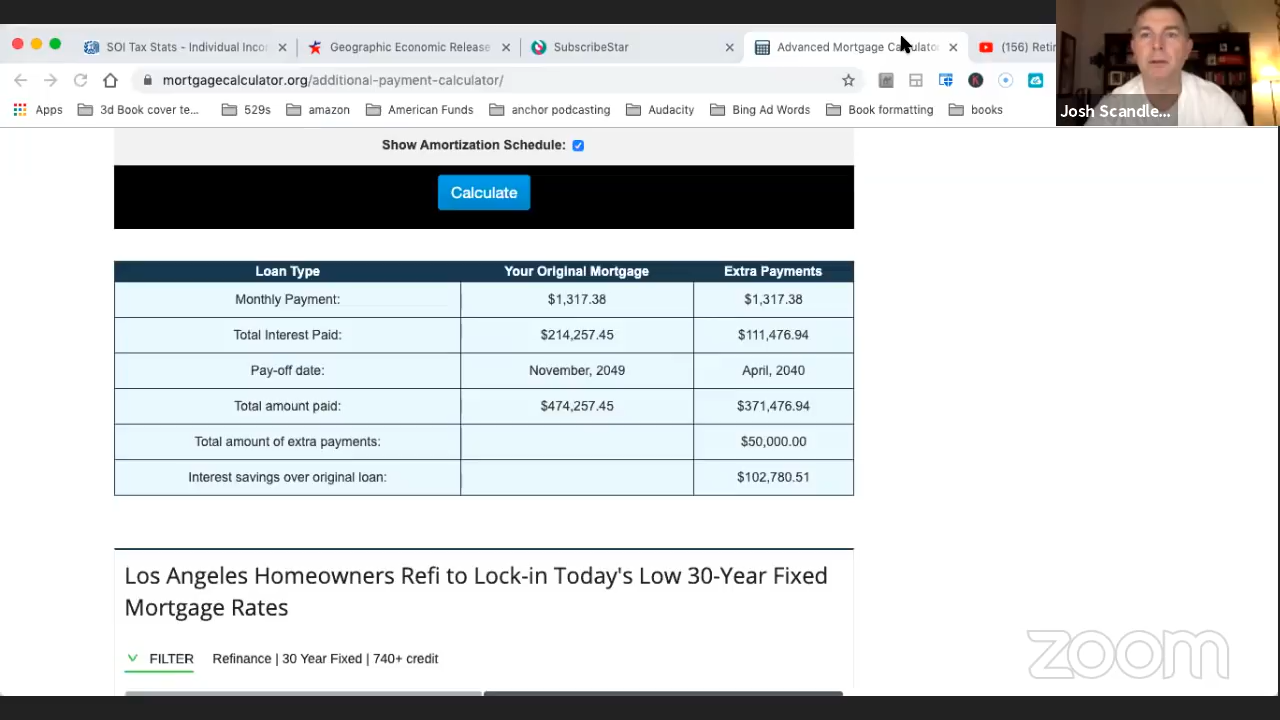 SOI Tax Stats - Individual Incor
Geographic Economic Release
SubscribeStar
Advanced Mortgage Calculator
(156) Reti
mortgagecalculator.org/additional-payment-calculator/
Apps
3d Book cover te...
529s
amazon
American Funds
anchor podcasting
Audacity
Bing Ad Words
Book formatting
books
Josh Scandle...
Show Amortization Schedule:
Calculate
Loan Type Your Original Mortgage Extra Payments
Monthly Payment: $1,317.38 $1,317.38
Total Interest Paid: $214,257.45 $111,476.94
Pay-off date: November, 2049 April, 2040
Total amount paid: $474,257.45 $371,476.94
Total amount of extra payments: $50,000.00
Interest savings over original loan: $102,780.51
Los Angeles Homeowners Refi to Lock-in Today's Low 30-Year Fixed
Mortgage Rates
FILTER Refinance | 30 Year Fixed | 740+ credit
zoom